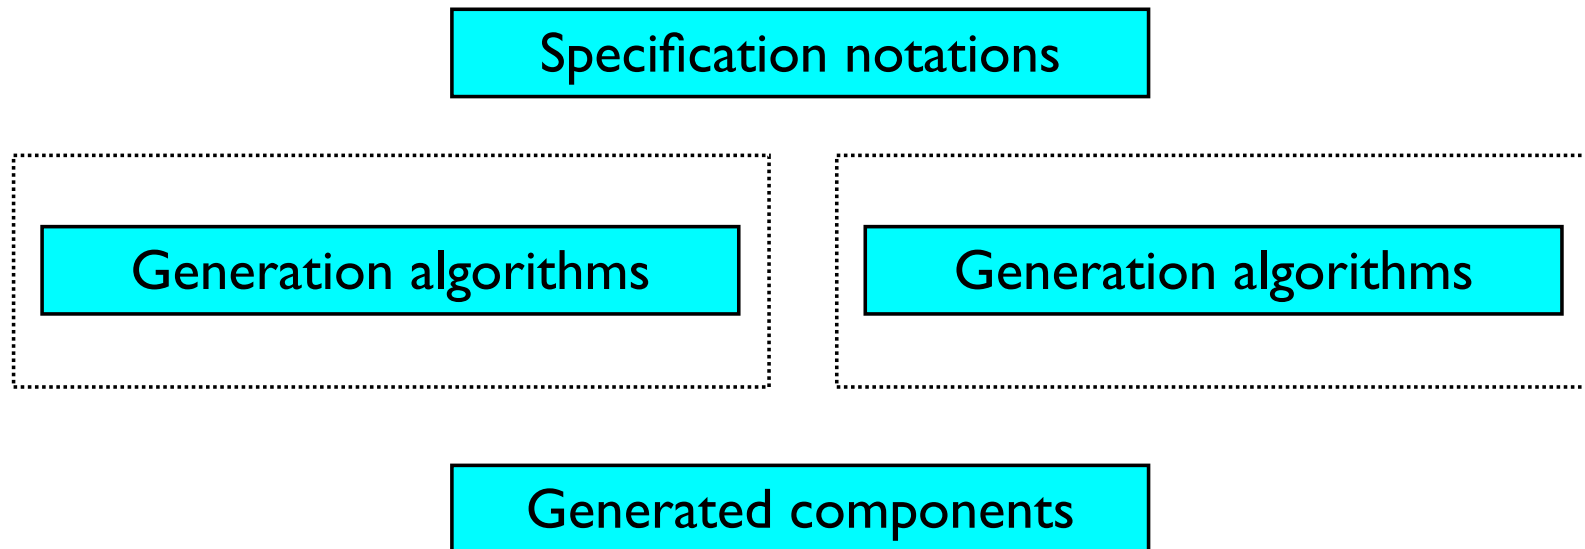 Specification notations
Generation algorithms
Generation algorithms
Generated components